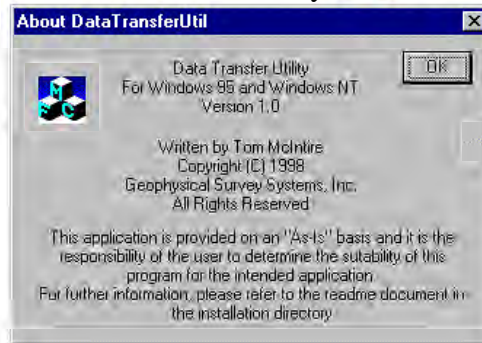 About DataTransferUtil
OK
Data Transfer Utility
For Windows 95 and Windows NT
Version 1.0
M
F
C
Written by Tom McIntire
Copyright (C) 1998
Geophysical Survey Systems, Inc.
All Rights Reserved
This application is provided on an "As-Is" basis and it is the
responsibility of the user to determine the suitability of this
program for the intended application
For further information, please refer to the readme document in
the installation directory